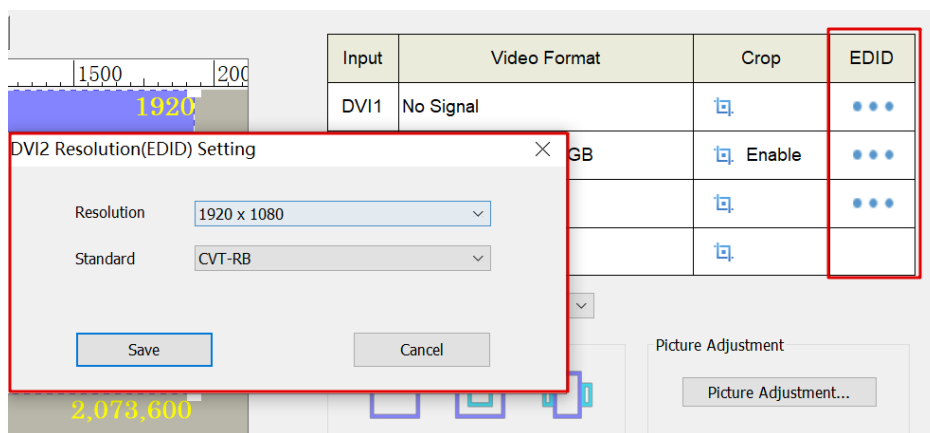 Input Video Format Crop EDID
1500 200
1920
DVI1 No Signal
DVI2 Resolution(EDID) Setting
GB Enable
Resolution 1920 x 1080
Standard CVT-RB
Save Cancel
Picture Adjustment
Picture Adjustment...
2,073,600